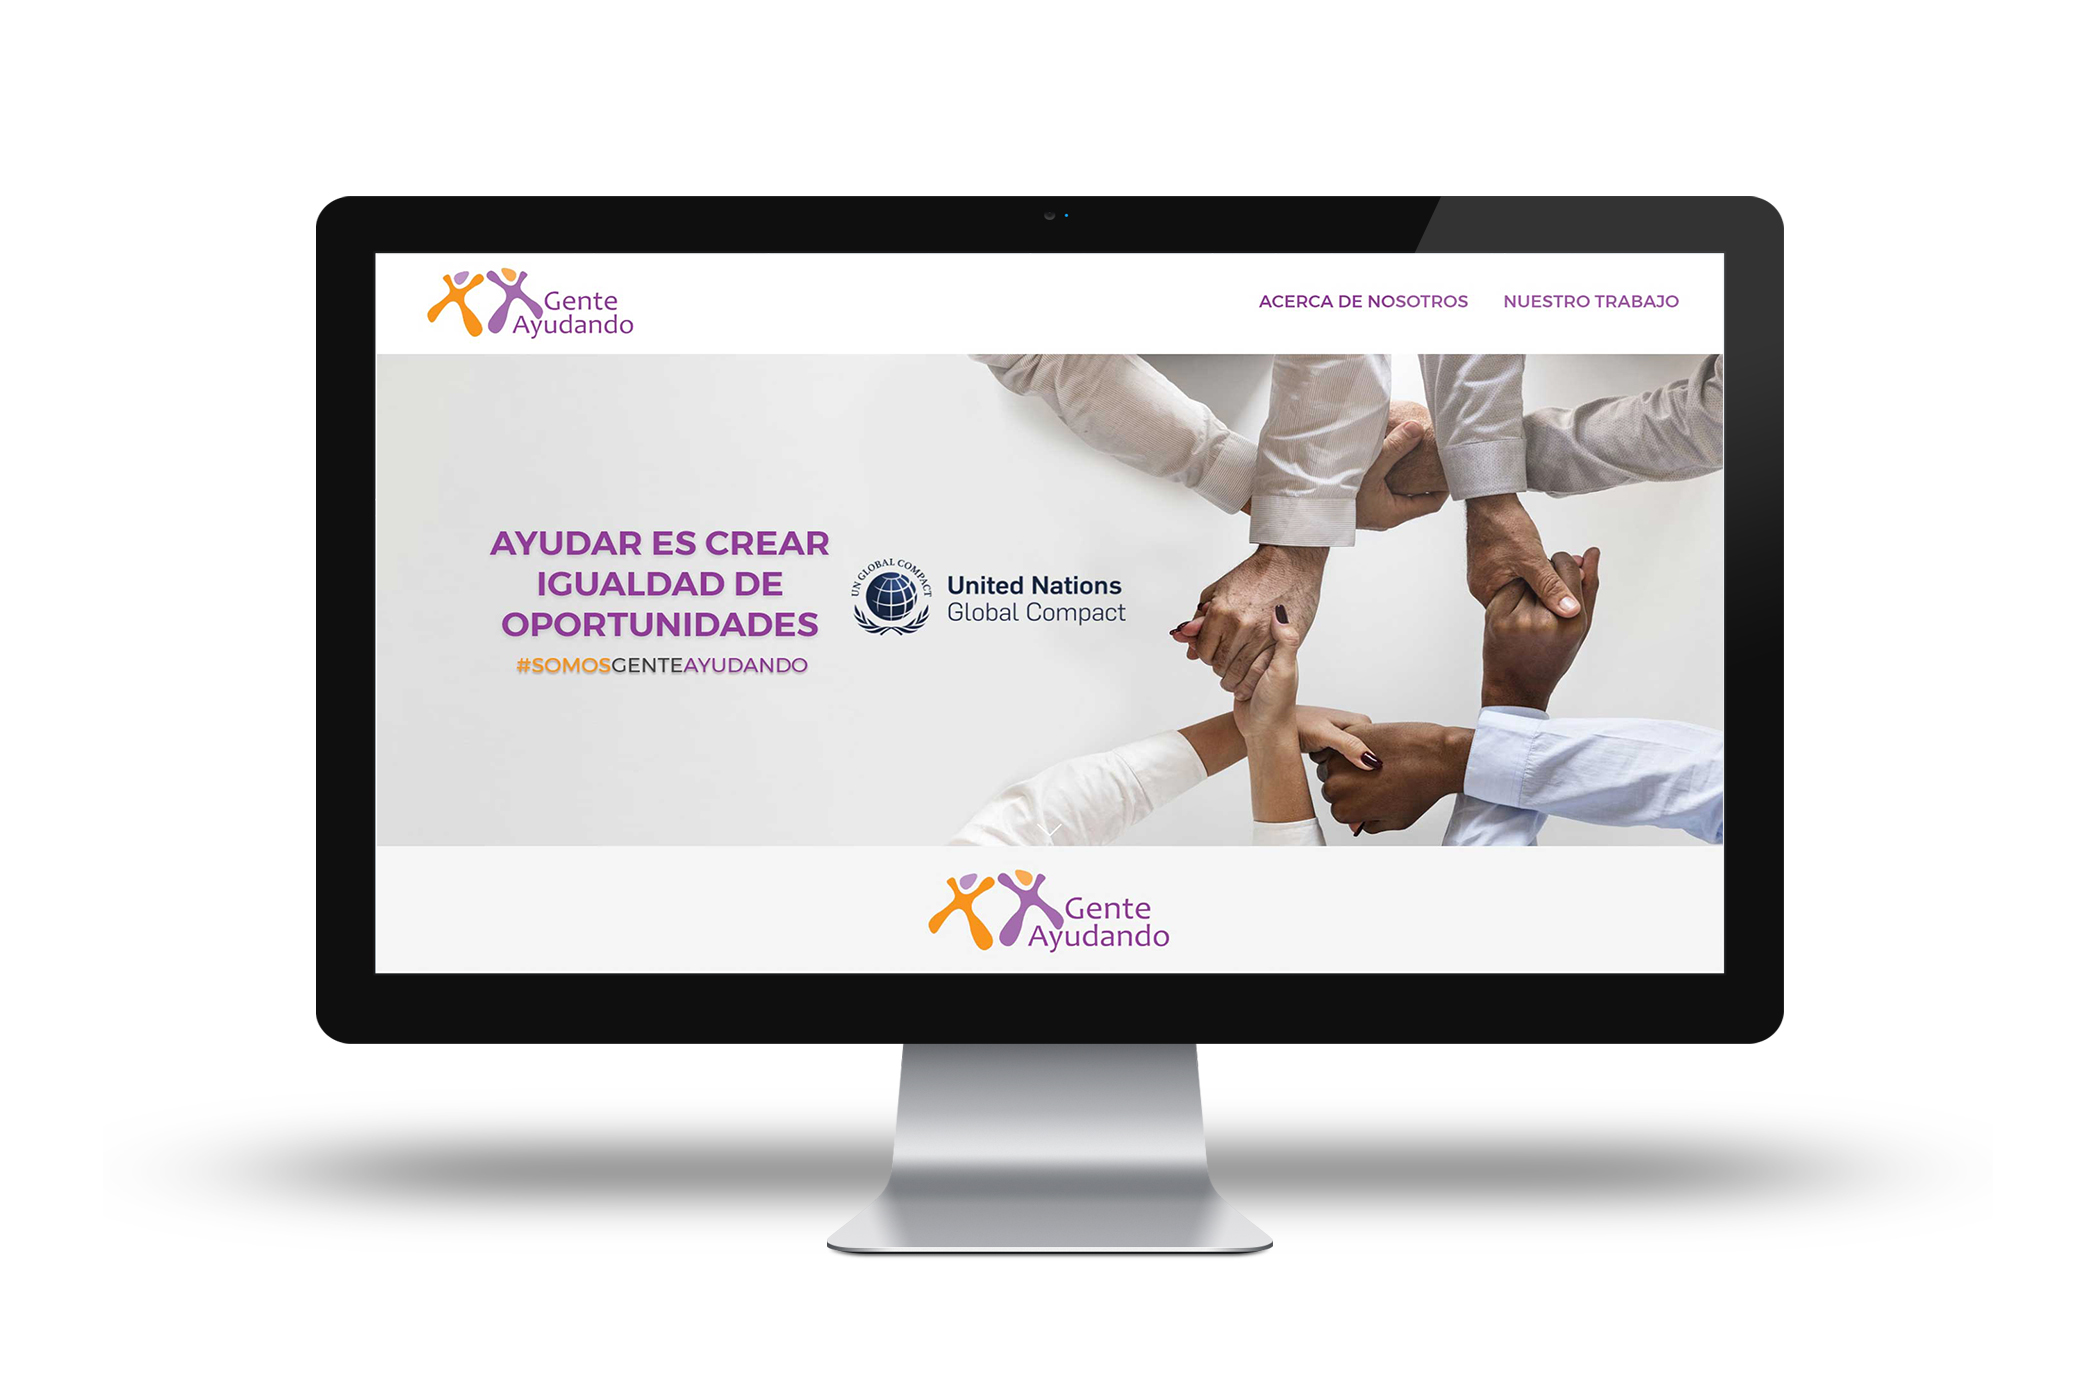 Gente
Ayudando
ACERCA DE NOSOTROS
NUESTRO TRABAJO
AYUDAR ES CREAR
IGUALDAD DE
OPORTUNIDADES
#SOMOSGENTEAYUDANDO
UN GLOBAL COMPACT
United Nations
Global Compact
Gente
Ayudando